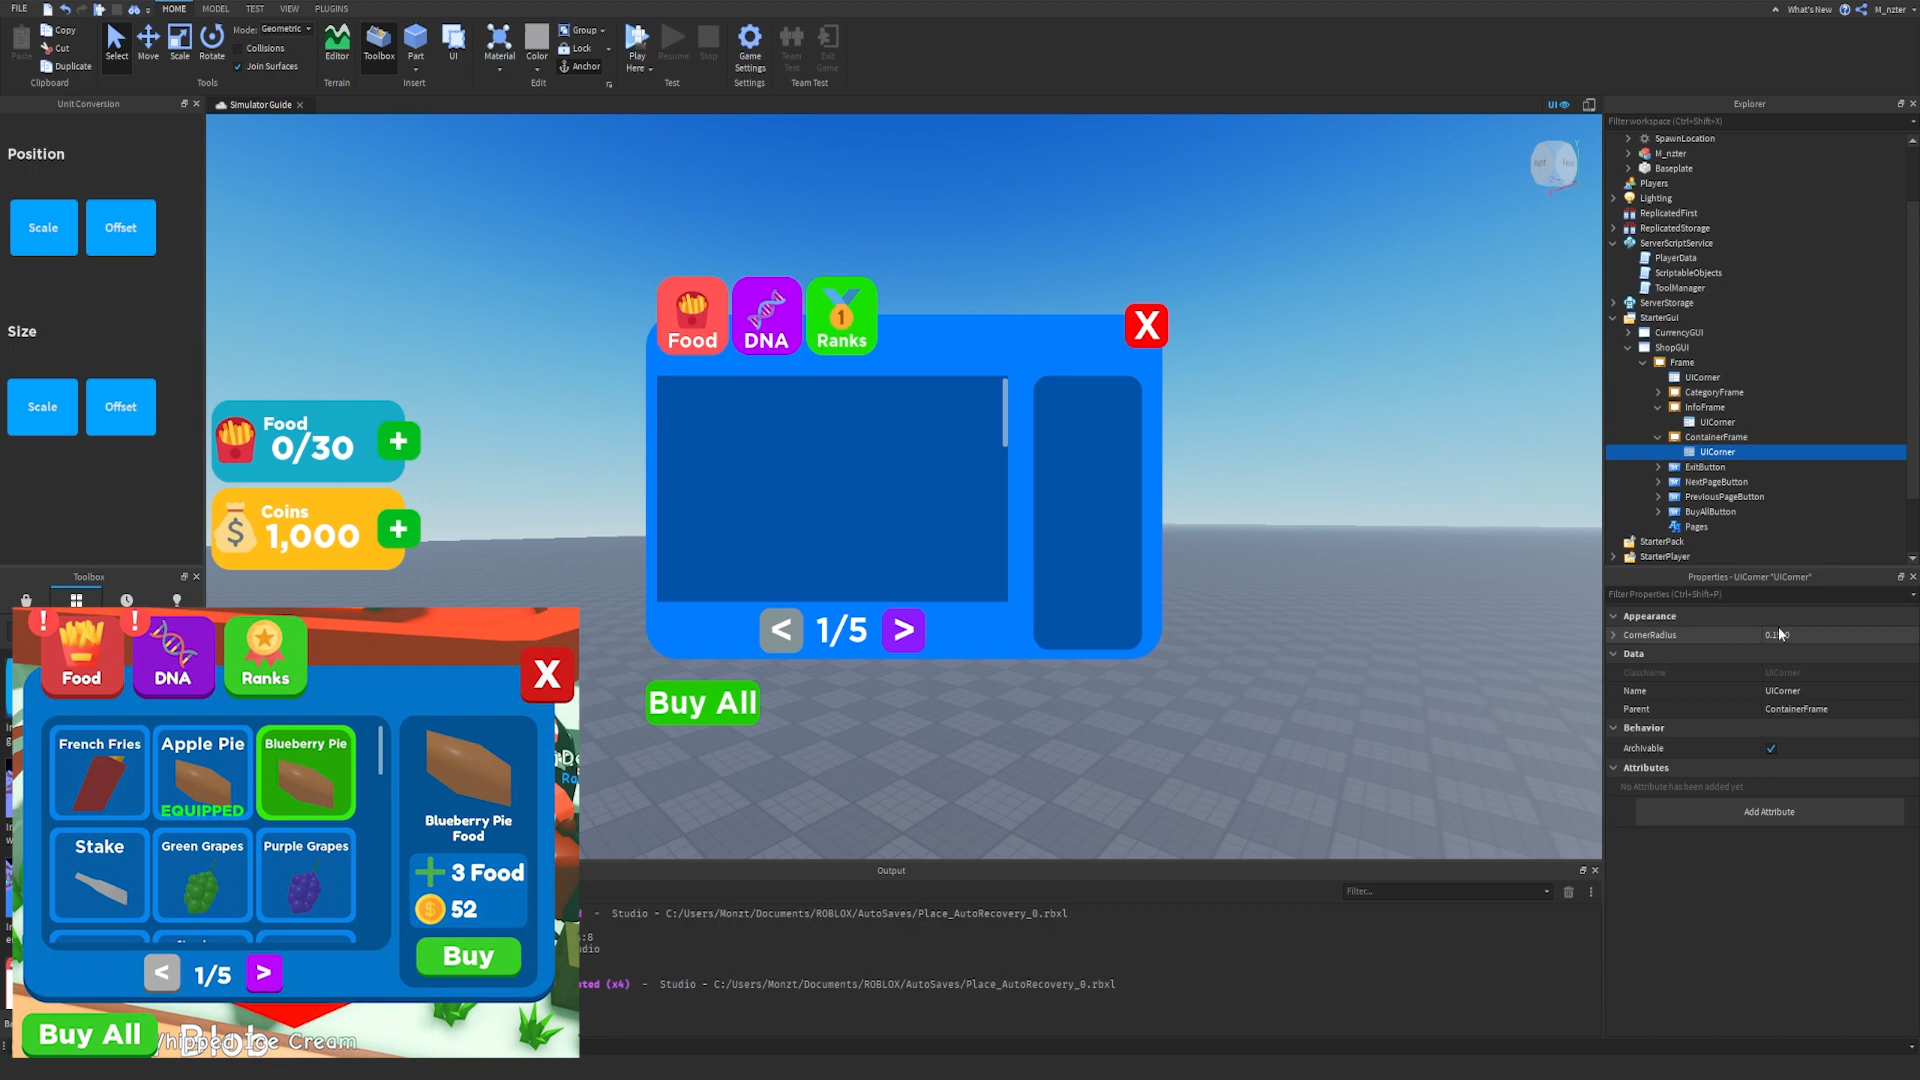 FILE
HOME
MODEL
TEST
VIEW
PLUGINS
What's New
M_nzter
Paste
Copy
Cut
Duplicate
Clipboard
Select
Move
Scale
Rotate
Mode: Geometric
Collisions
Join Surfaces
Tools
Editor
Terrain
Toolbox
Part
UI
Insert
Material
Color
Group
Lock
Anchor
Edit
Play
Here
Resume
Stop
Test
Game
Settings
Settings
Team
Test
Exit
Game
Team Test
Unit Conversion
Simulator Guide
UI
Explorer
Filter workspace (Ctrl+Shift+X)
Position
Scale
Offset
Size
Scale
Offset
Toolbox
Right
Y
X
Food
DNA
Ranks
X
Food
0/30
+
Coins
1,000
+
<
1/5
>
Buy All
SpawnLocation
M_nzter
Baseplate
Players
Lighting
ReplicatedFirst
ReplicatedStorage
ServerScriptService
PlayerData
ScriptableObjects
ToolManager
ServerStorage
StarterGui
CurrencyGUI
ShopGUI
Frame
UICorner
CategoryFrame
InfoFrame
UICorner
ContainerFrame
UICorner
ExitButton
NextPageButton
PreviousPageButton
BuyAllButton
Pages
StarterPack
StarterPlayer
Properties - UICorner "UICorner"
Filter Properties (Ctrl+Shift+P)
Appearance
CornerRadius
Data
ClassName UICorner
Name UICorner
Parent ContainerFrame
Behavior
Archivable
Attributes
No Attribute has been added yet
Add Attribute
!
!
Food
DNA
Ranks
X
French Fries
Apple Pie
EQUIPPED
Blueberry Pie
Stake
Green Grapes
Purple Grapes
Blueberry Pie
Food
3 Food
52
Buy
<
1/5
>
Buy All
Blob
Whipped Ice Cream
Output
Filter...
- Studio - C:/Users/Monzt/Documents/ROBLOX/AutoSaves/Place_AutoRecovery_0.rbxl
:8
(x4) - Studio - C:/Users/Monzt/Documents/ROBLOX/AutoSaves/Place_AutoRecovery_0.rbxl